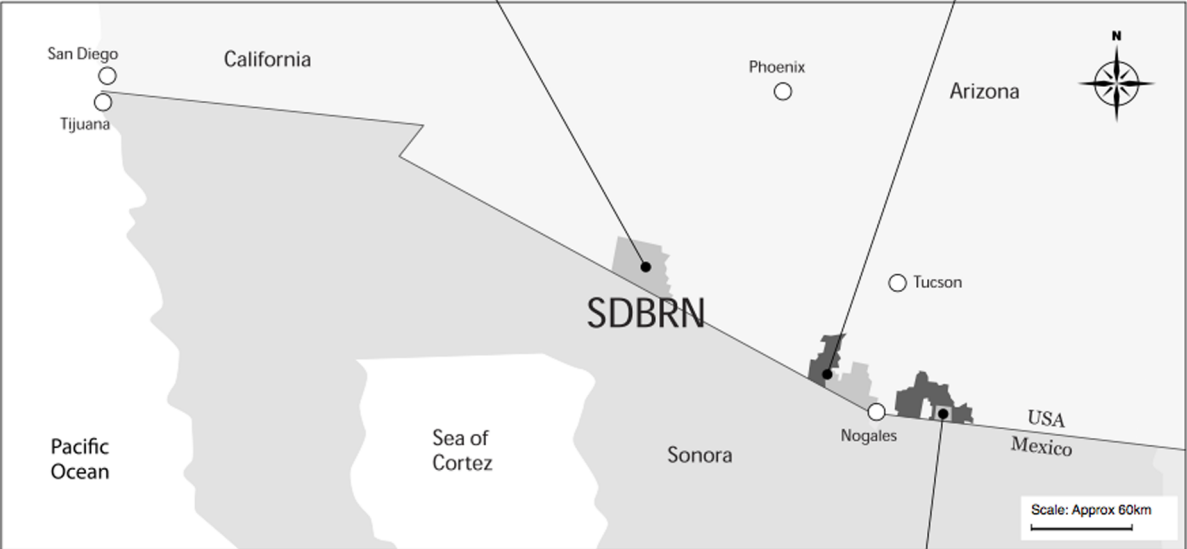 N
San Diego
California
Phoenix
Arizona
Tijuana
SDBRN
Tucson
USA
Nogales
Mexico
Pacific
Ocean
Sea of
Cortez
Sonora
Scale: Approx 60km